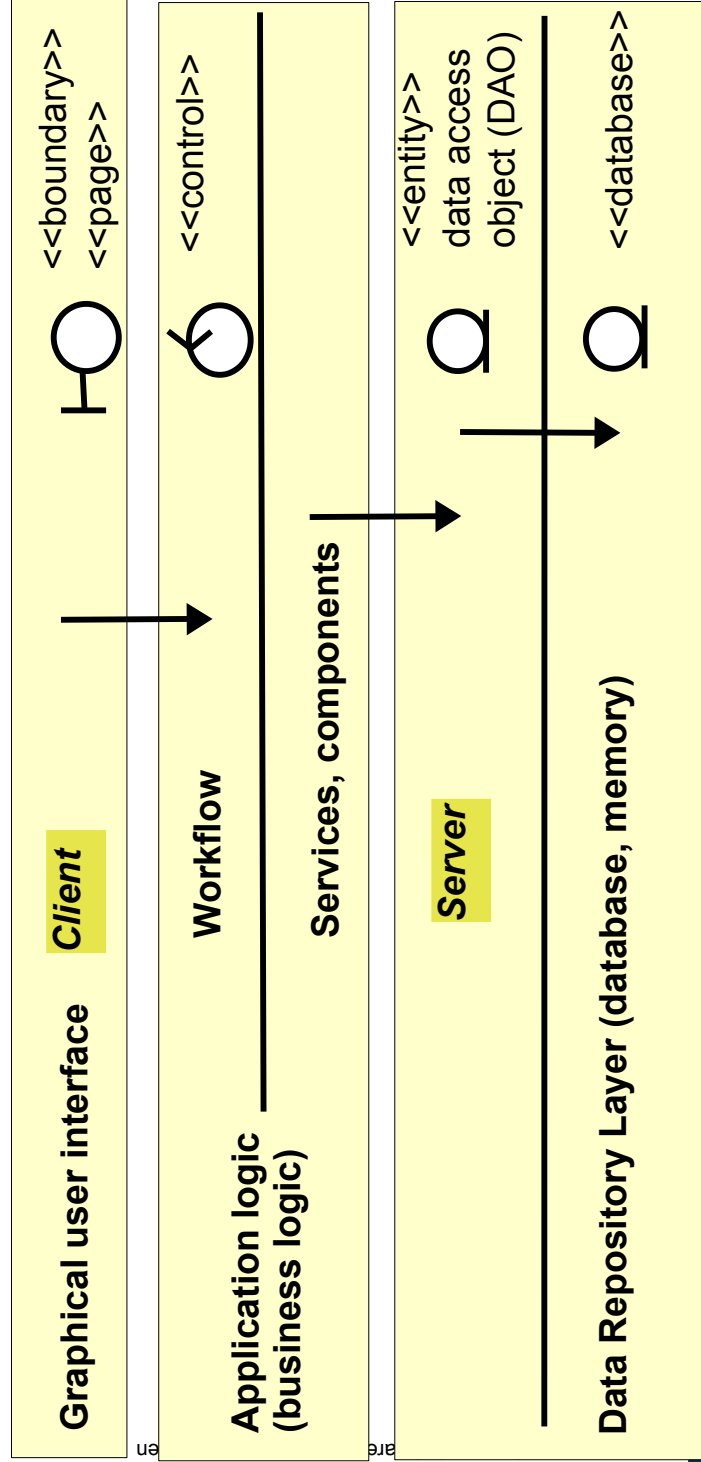 Graphical user interface
Client
<<boundary>>
<<page>>
Workflow
<<control>>
Application logic
(business logic)
Services, components
Server
<<entity>>
data access
object (DAO)
Data Repository Layer (database, memory)
<<database>>